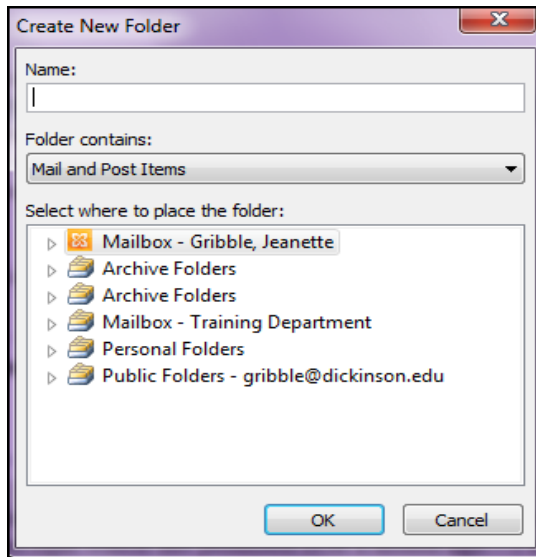 Create New Folder
Name:
Folder contains:
Mail and Post Items
Select where to place the folder:
Mailbox - Gribble, Jeanette
Archive Folders
Archive Folders
Mailbox - Training Department
Personal Folders
Public Folders - gribble@dickinson.edu
OK Cancel